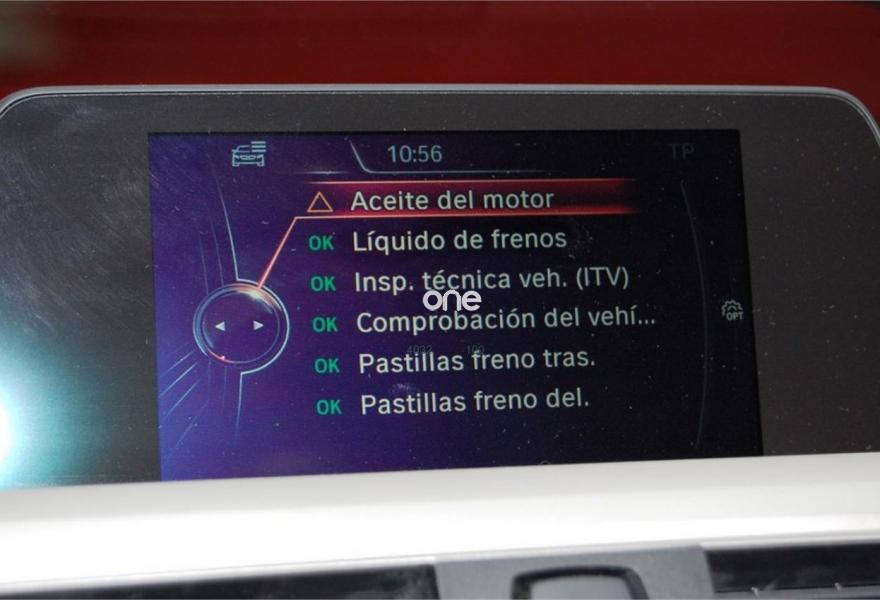 10:56
TP
Aceite del motor
OK Líquido de frenos
OK Insp. técnica veh. (ITV)
one
OK Comprobación del vehí...
OPT
OK Pastillas freno tras.
OK Pastillas freno del.